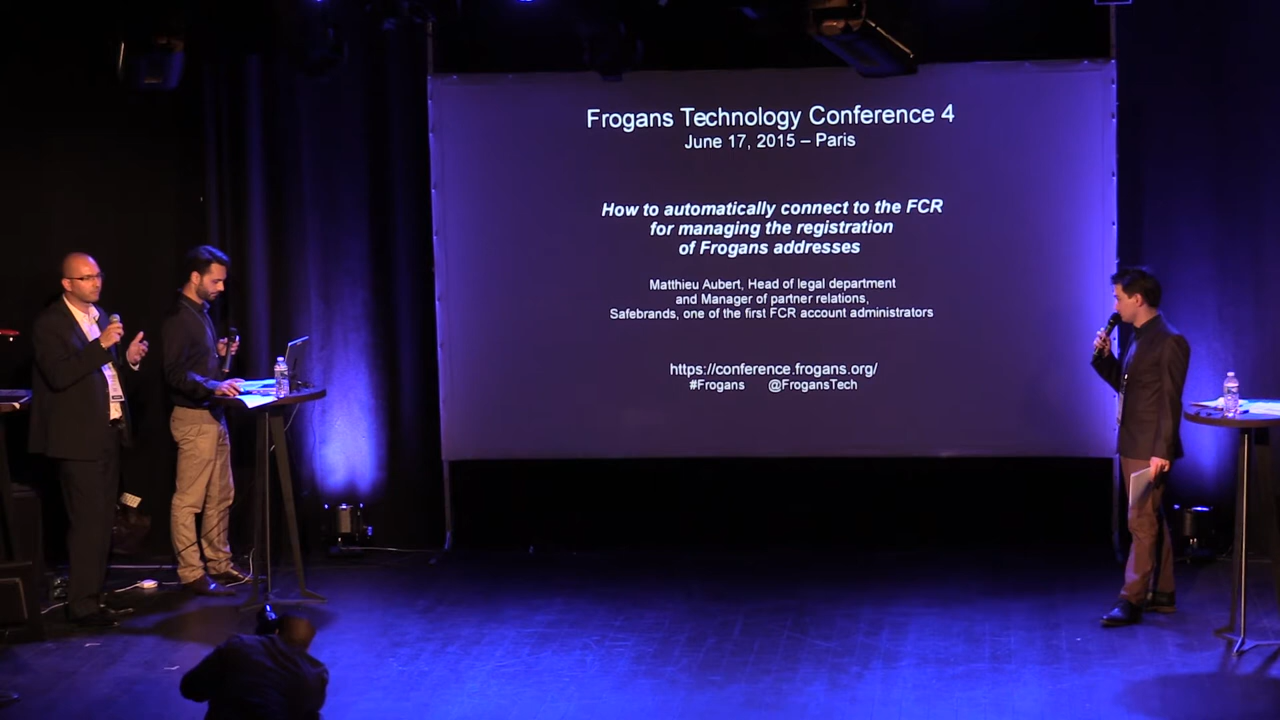 Frogans Technology Conference 4
June 17, 2015 – Paris
How to automatically connect to the FCR
for managing the registration
of Frogans addresses
Matthieu Aubert, Head of legal department
and Manager of partner relations,
Safebrands, one of the first FCR account administrators
https://conference.frogans.org/
#Frogans @FrogansTech